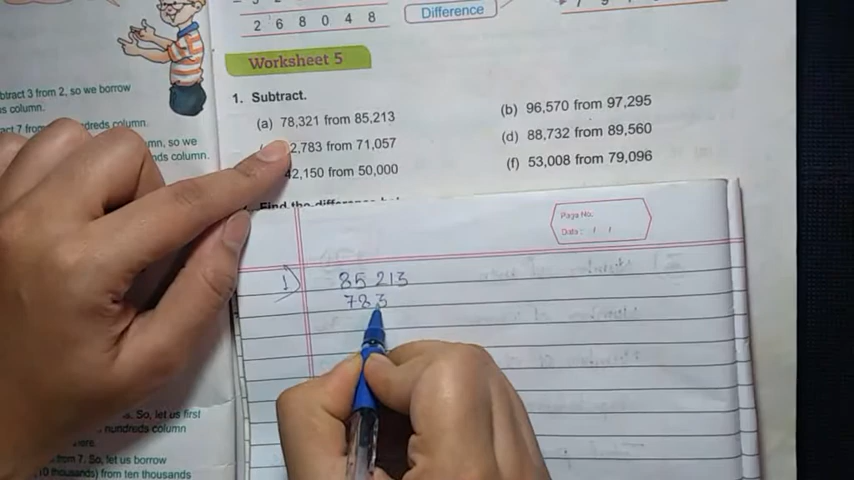 2 6 8 0 4 8
Difference
Worksheet 5
btract 3 from 2, so we borrow
s column.
1. Subtract.
(a) 78,321 from 85,213
(b) 96,570 from 97,295
2,783 from 71,057
(d) 88,732 from 89,560
42,150 from 50,000
(f) 53,008 from 79,096
mn, so we
nds column.
Page No.
Date: / /
1) 85 213
783
s. So, let us first
hundreds column
from 7. So, let us borrow
(10 thousands) from ten thousands